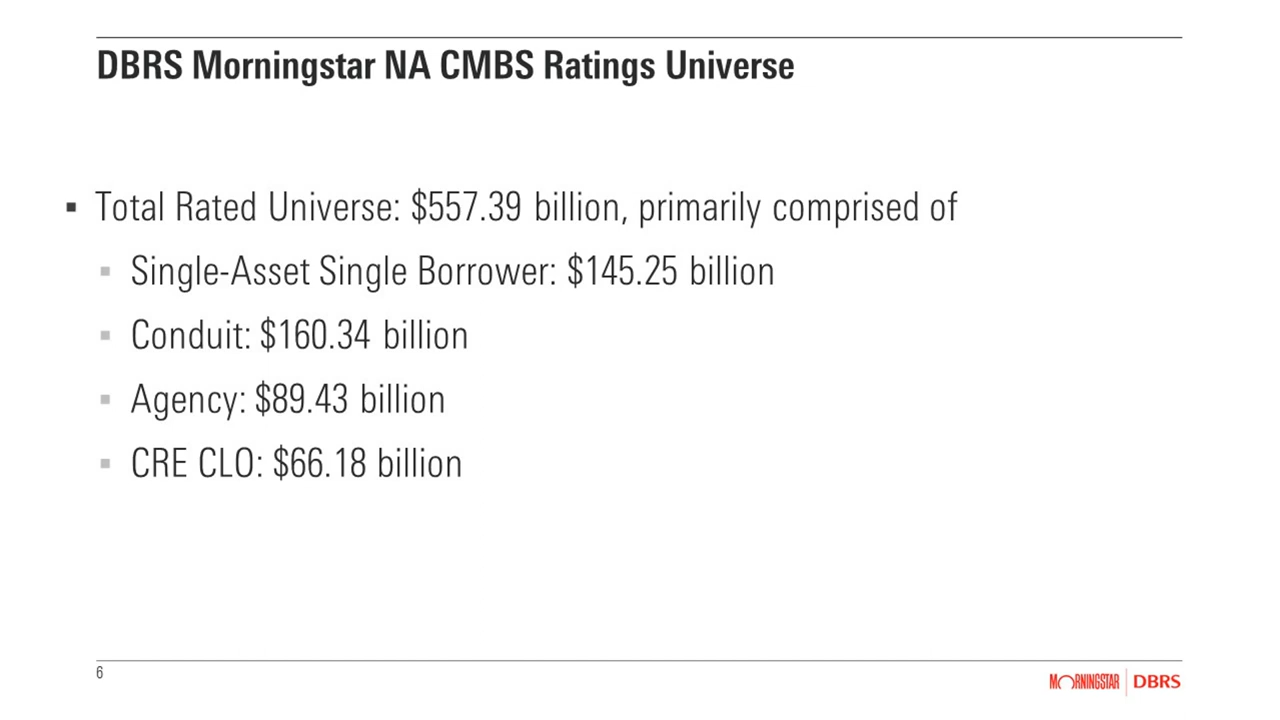 DBRS Morningstar NA CMBS Ratings Universe
▪ Total Rated Universe: $557.39 billion, primarily comprised of
▪ Single-Asset Single Borrower: $145.25 billion
▪ Conduit: $160.34 billion
▪ Agency: $89.43 billion
▪ CRE CLO: $66.18 billion
6
MORNINGSTAR | DBRS